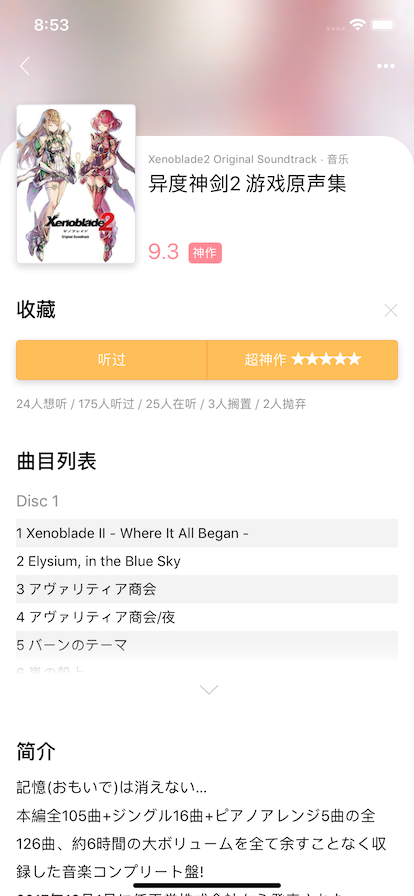 8:53
Xenoblade2 Original Soundtrack · 音乐
异度神剑2 游戏原声集
Xenoblade2
ゼノブレイド
Original Soundtrack
9.3 神作
收藏
听过
超神作 ★★★★★
24人想听 / 175人听过 / 25人在听 / 3人搁置 / 2人抛弃
曲目列表
Disc 1
1 Xenoblade II - Where It All Began -
2 Elysium, in the Blue Sky
3 アヴァリティア商会
4 アヴァリティア商会/夜
5 バーンのテーマ
简介
記憶(おもいで)は消えない...
本編全105曲+ジングル16曲+ピアノアレンジ5曲の全
126曲、約6時間の大ボリュームを全て余すことなく収
録した音楽コンプリート盤!